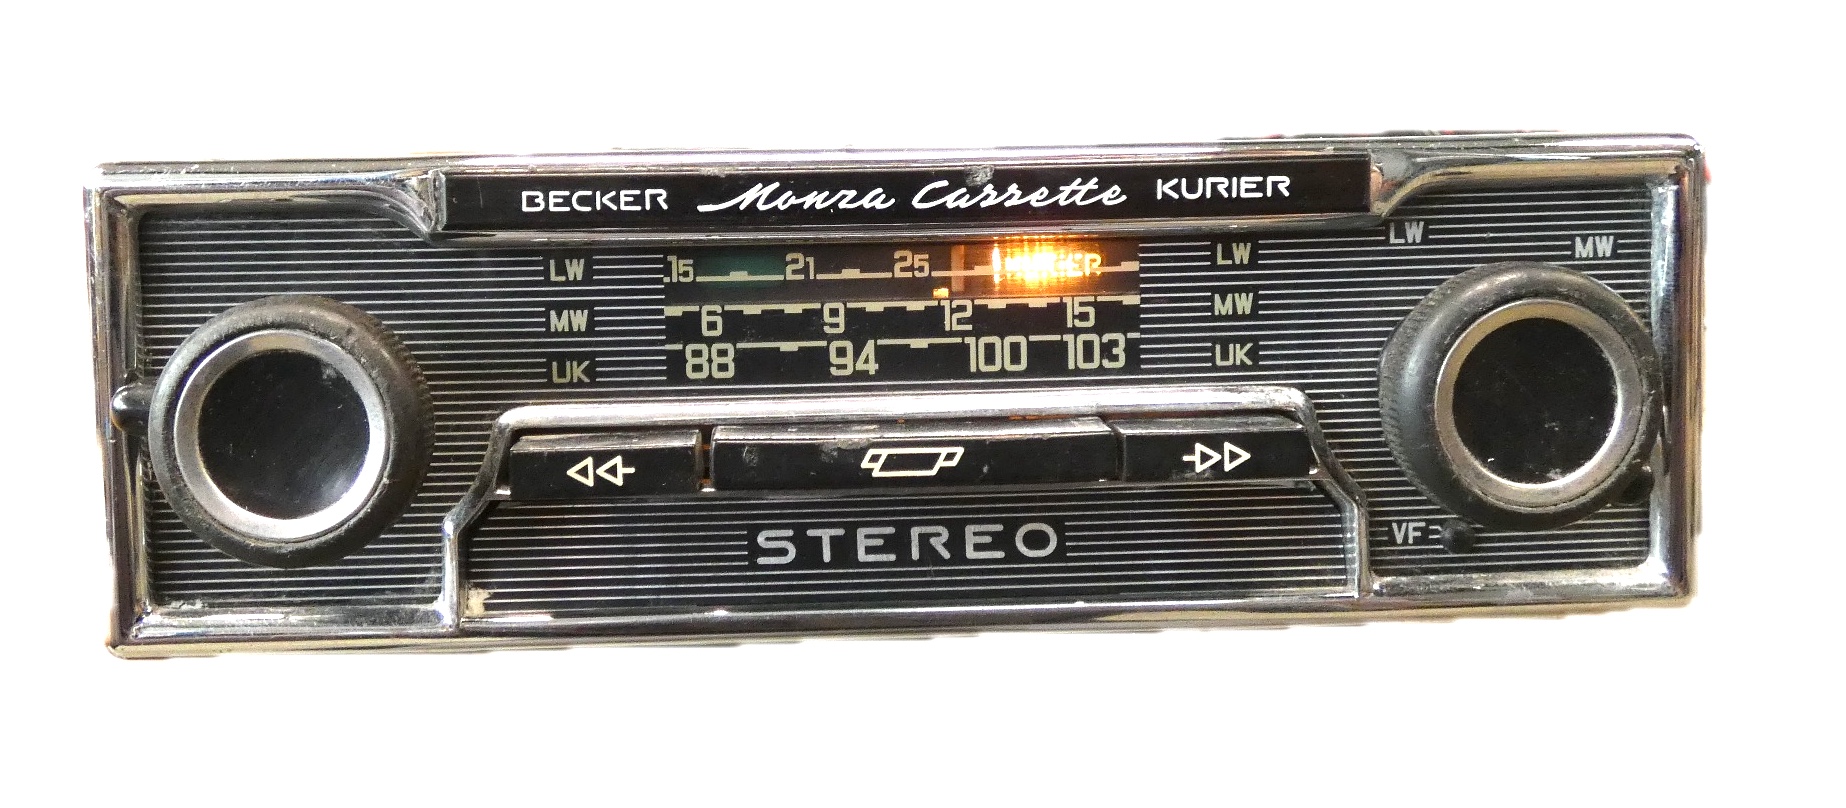 BECKER Monza Cassette KURIER
LW 15 21 25 LW
MW 6 9 12 15 MW
UK 88 94 100 103 UK
LW MW
STEREO
VF